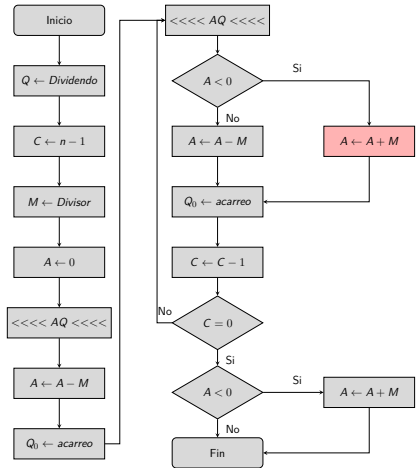 Inicio
Q ← Dividendo
C ← n − 1
M ← Divisor
A ← 0
<<<< AQ <<<<
A ← A − M
Q₀ ← acarreo
<<<< AQ <<<<
A < 0
Si
No
A ← A − M
A ← A + M
Q₀ ← acarreo
C ← C − 1
No
C = 0
Si
A < 0
Si
A ← A + M
No
Fin